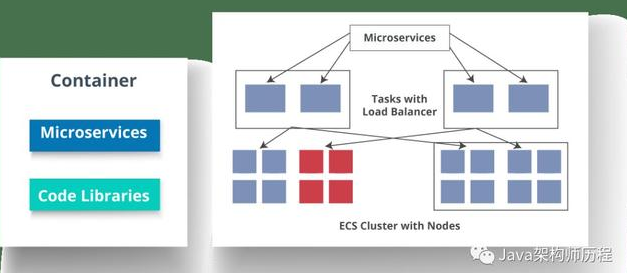 Container
Microservices
Code Libraries
Microservices
Tasks with
Load Balancer
ECS Cluster with Nodes
Java架构师历程